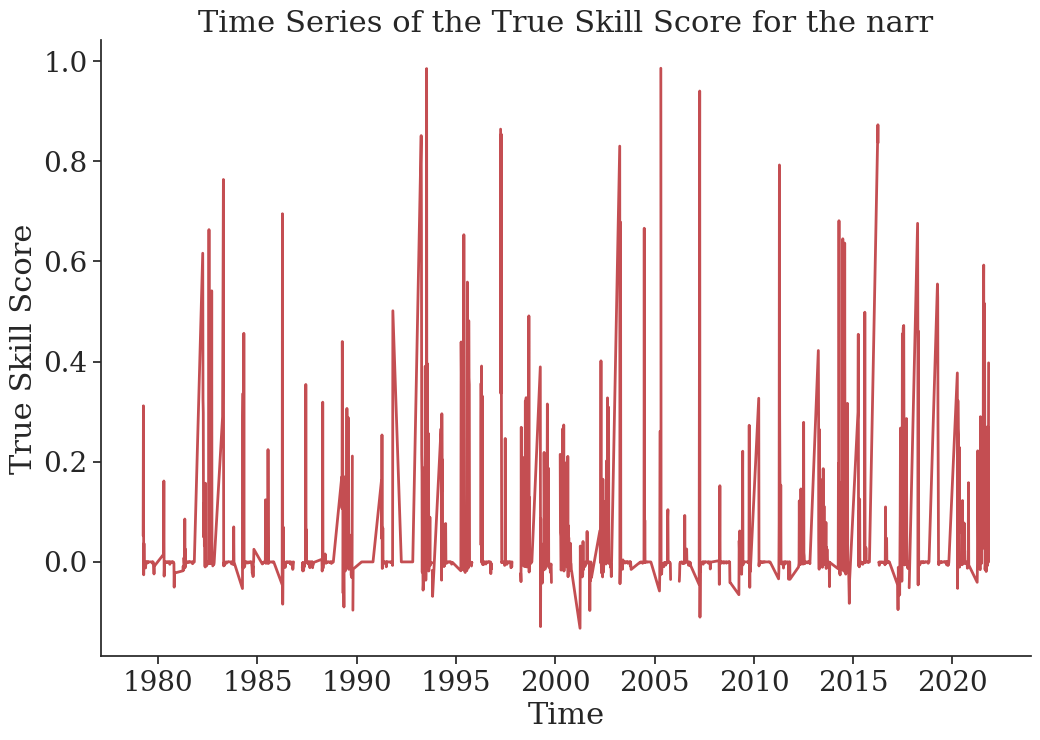 Time Series of the True Skill Score for the narr
True Skill Score
1.0
0.8
0.6
0.4
0.2
0.0
1980 1985 1990 1995 2000 2005 2010 2015 2020
Time